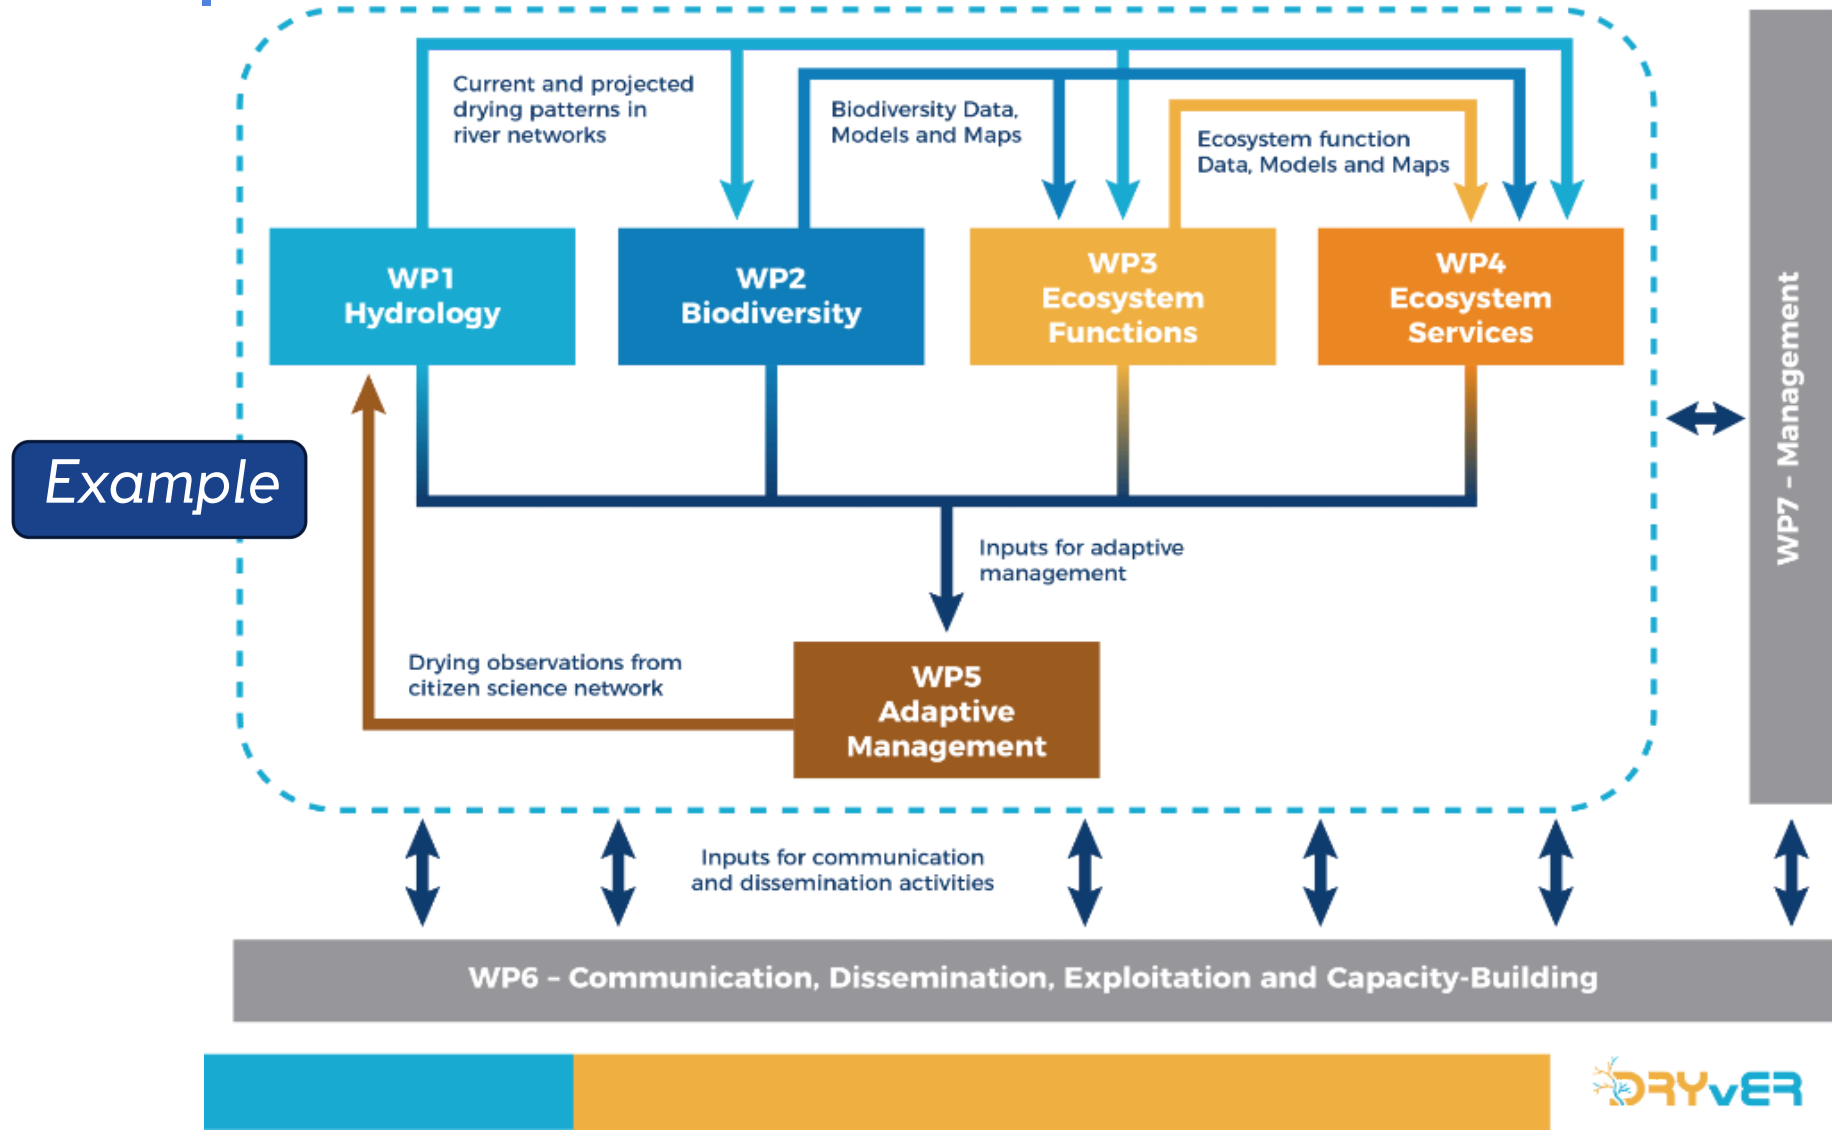 Current and projected
drying patterns in
river networks
Biodiversity Data,
Models and Maps
Ecosystem function
Data, Models and Maps
WP1
Hydrology
WP2
Biodiversity
WP3
Ecosystem
Functions
WP4
Ecosystem
Services
WP7 – Management
Example
Inputs for adaptive
management
Drying observations from
citizen science network
WP5
Adaptive
Management
Inputs for communication
and dissemination activities
WP6 – Communication, Dissemination, Exploitation and Capacity-Building
DRYvER